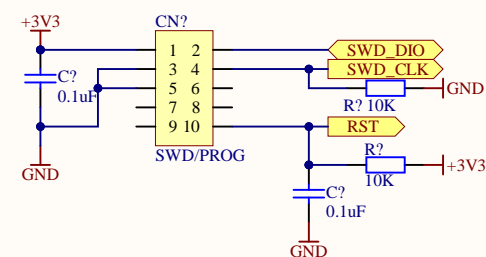 +3V3
CN?
1 2
3 4
5 6
7 8
9 10
SWD/PROG
C?
0.1uF
GND
SWD_DIO
SWD_CLK
GND
R? 10K
RST
R?
10K
+3V3
C?
0.1uF
GND